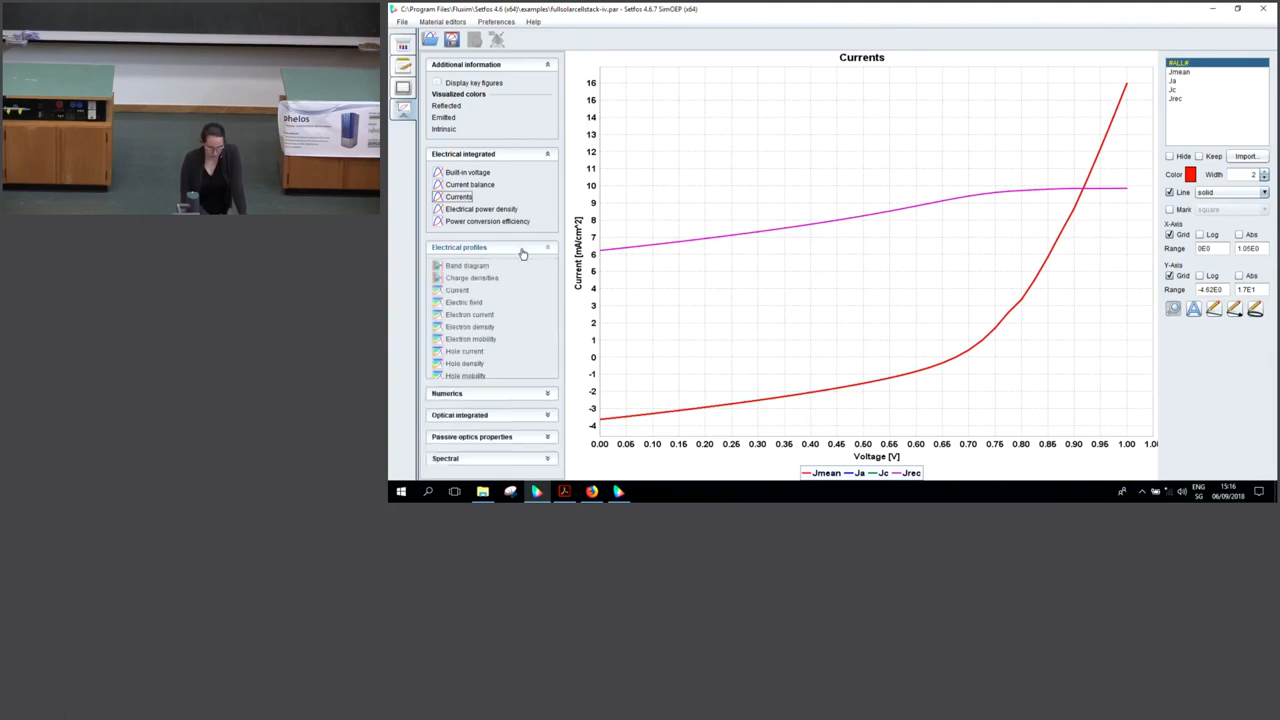 C:\Program Files\Fluxim\Setfos 4.6 (x64)\examples\fullsolarcellstack-iv.par - Setfos 4.6.7 SimOEP (x64)
File Material editors Preferences Help
phelos
Additional information
Display key figures
Visualized colors
Reflected
Emitted
Intrinsic
Electrical integrated
Built-in voltage
Current balance
Currents
Electrical power density
Power conversion efficiency
Electrical profiles
Band diagram
Charge densities
Current
Electric field
Electron current
Electron density
Electron mobility
Hole current
Hole density
Hole mobility
Numerics
Optical integrated
Passive optics properties
Spectral
Currents
Current [mA/cm^2]
16
15
14
13
12
11
10
9
8
7
6
5
4
3
2
1
0
-1
-2
-3
-4
0.00 0.05 0.10 0.15 0.20 0.25 0.30 0.35 0.40 0.45 0.50 0.55 0.60 0.65 0.70 0.75 0.80 0.85 0.90 0.95 1.00
Voltage [V]
Jmean Ja Jc Jrec
#ALL#
Jmean
Ja
Jc
Jrec
Hide Keep Import...
Color Width 2
Line solid
Mark square
X-Axis
Grid Log Abs
Range 0E0 1.05E0
Y-Axis
Grid Log Abs
Range -4.62E0 1.7E1
ENG 15:16
SG 06/09/2018